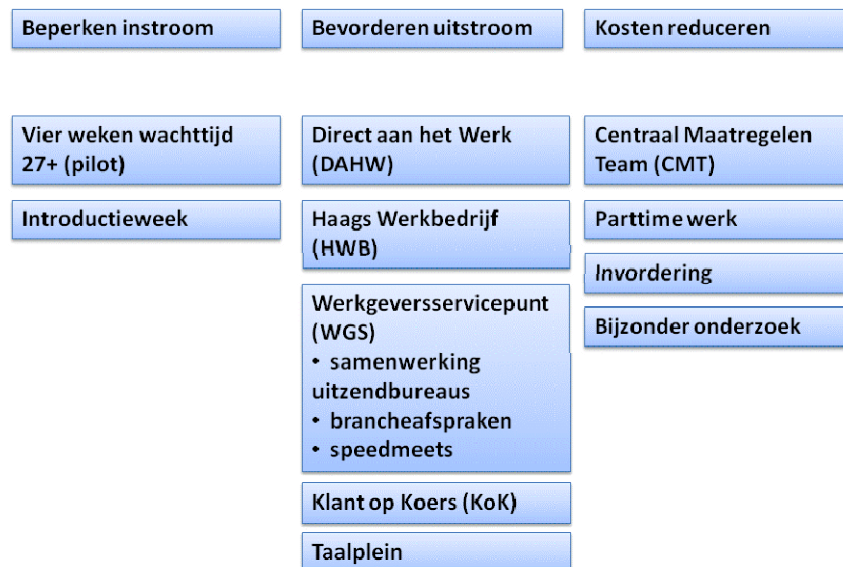 Beperken instroom
Bevorderen uitstroom
Kosten reduceren
Vier weken wachttijd
27+ (pilot)
Introductieweek
Direct aan het Werk
(DAHW)
Haags Werkbedrijf
(HWB)
Werkgeversservicepunt
(WGS)
• samenwerking
uitzendbureaus
• brancheafspraken
• speedmeets
Klant op Koers (KoK)
Taalplein
Centraal Maatregelen
Team (CMT)
Parttime werk
Invordering
Bijzonder onderzoek